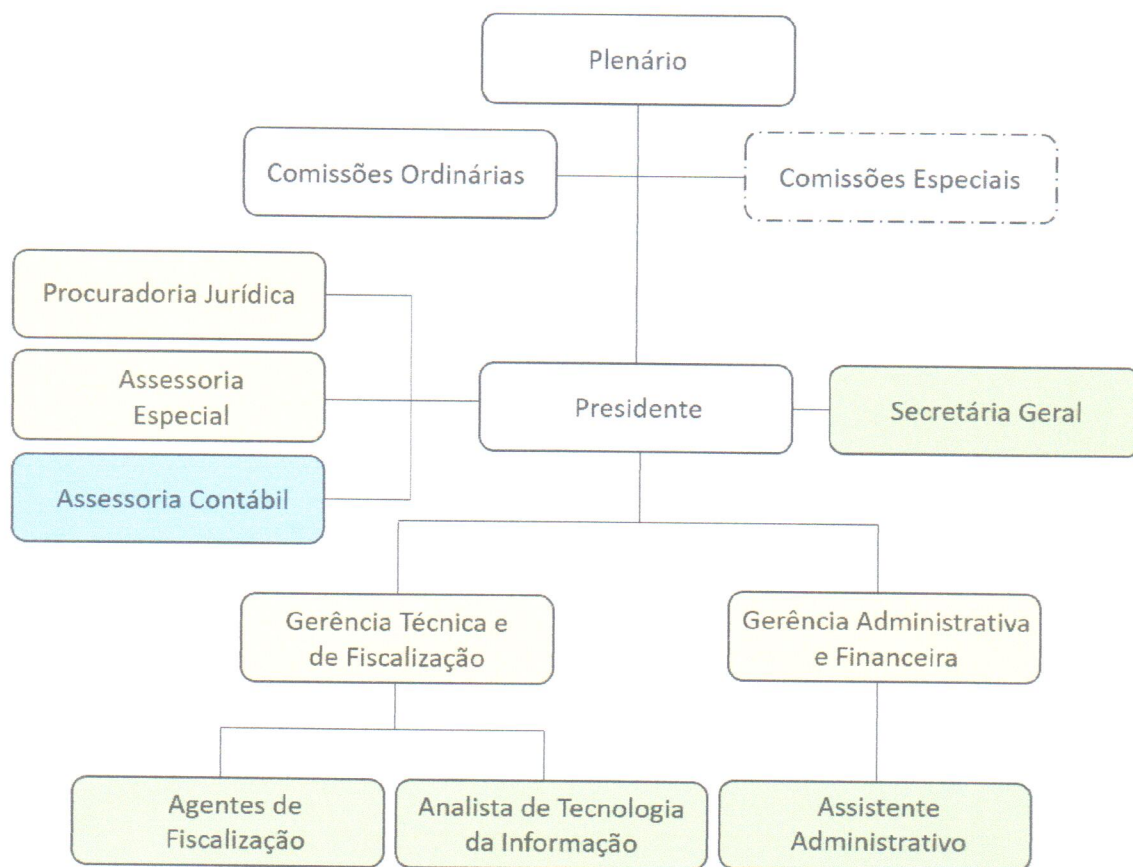 Plenário
Comissões Ordinárias
Comissões Especiais
Procuradoria Jurídica
Assessoria
Especial
Presidente
Secretária Geral
Assessoria Contábil
Gerência Técnica e
de Fiscalização
Gerência Administrativa
e Financeira
Agentes de
Fiscalização
Analista de Tecnologia
da Informação
Assistente
Administrativo